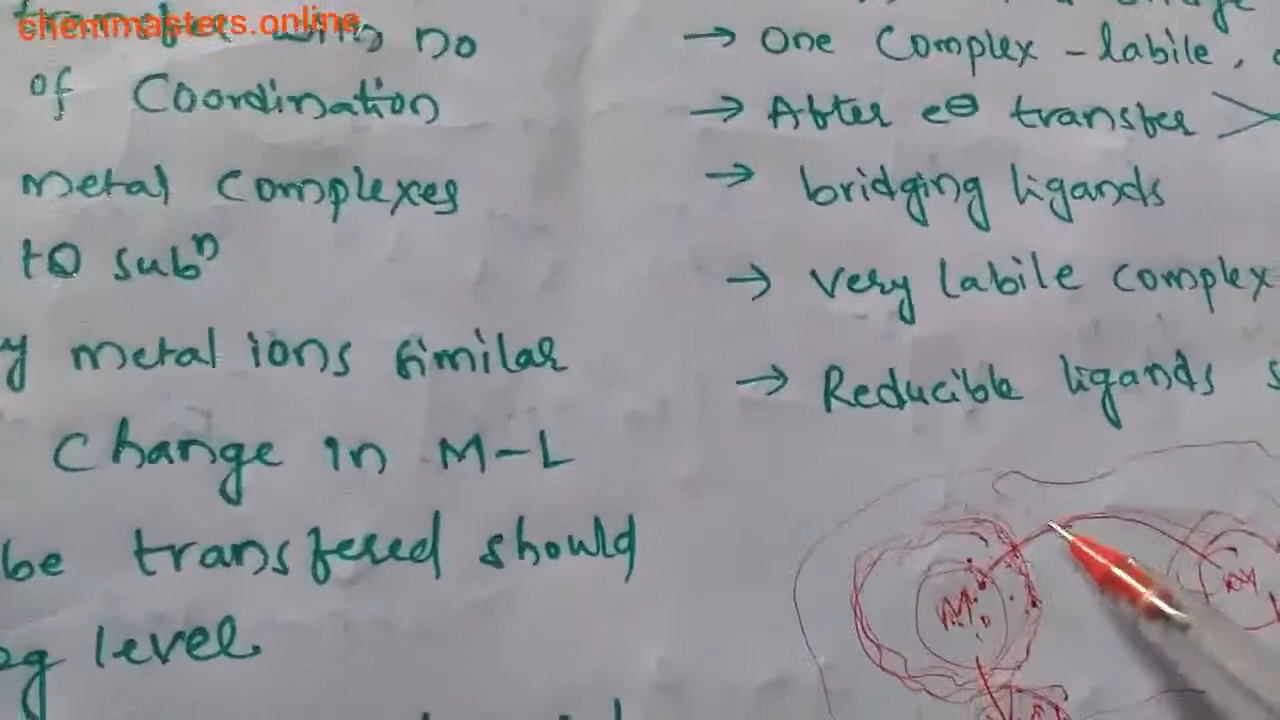 chemmasters.online
no
of Coordination
metal complexes
to subⁿ
y metal ions similar
Change in M-L
be transfered should
level.
→ One Complex - labile,
→ After e⊖ transfer >
→ bridging ligands
→ Very labile complex
→ Reducible ligands
M